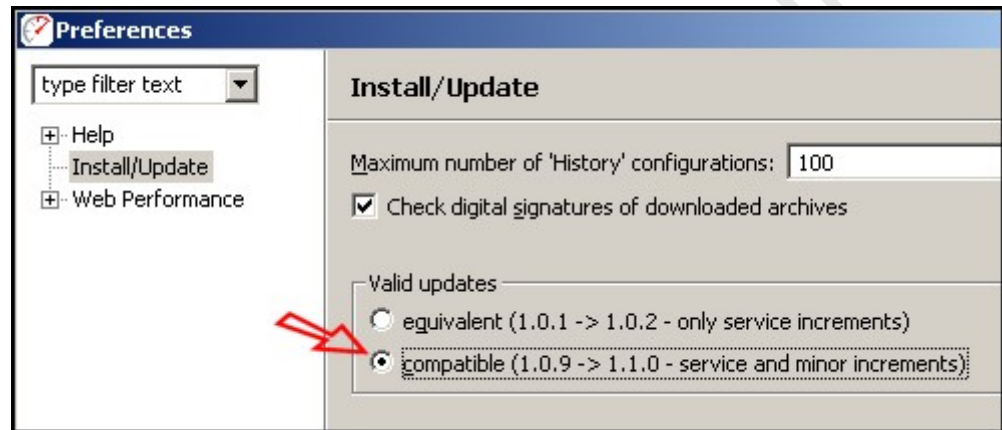 Preferences
type filter text
Help
Install/Update
Web Performance
Install/Update
Maximum number of 'History' configurations: 100
Check digital signatures of downloaded archives
Valid updates
equivalent (1.0.1 -> 1.0.2 - only service increments)
compatible (1.0.9 -> 1.1.0 - service and minor increments)